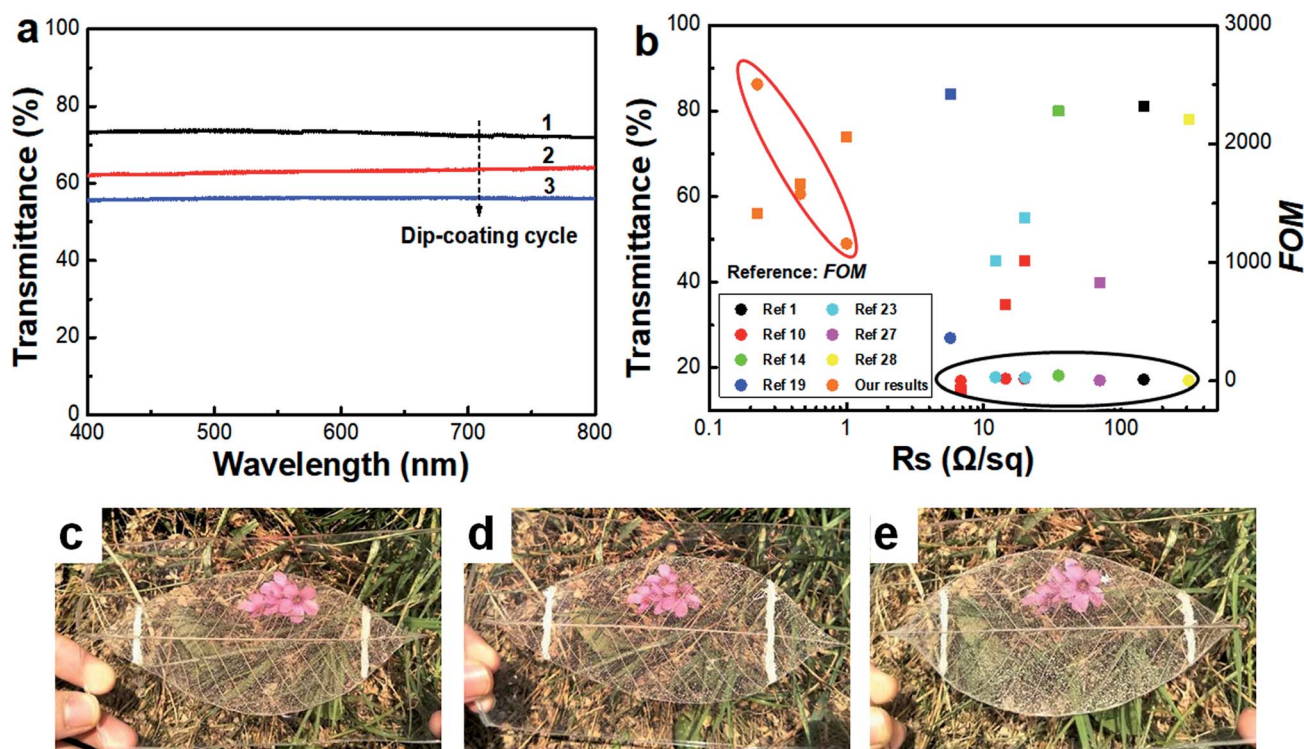 a
100
80
60
40
20
0
400
500
600
700
800
Transmittance (%)
Wavelength (nm)
1
2
3
Dip-coating cycle
b
100
80
60
40
20
3000
2000
1000
0
0.1
1
10
100
Transmittance (%)
FOM
Rs (Ω/sq)
Reference: FOM
Ref 1
Ref 23
Ref 10
Ref 27
Ref 14
Ref 28
Ref 19
Our results
c
d
e